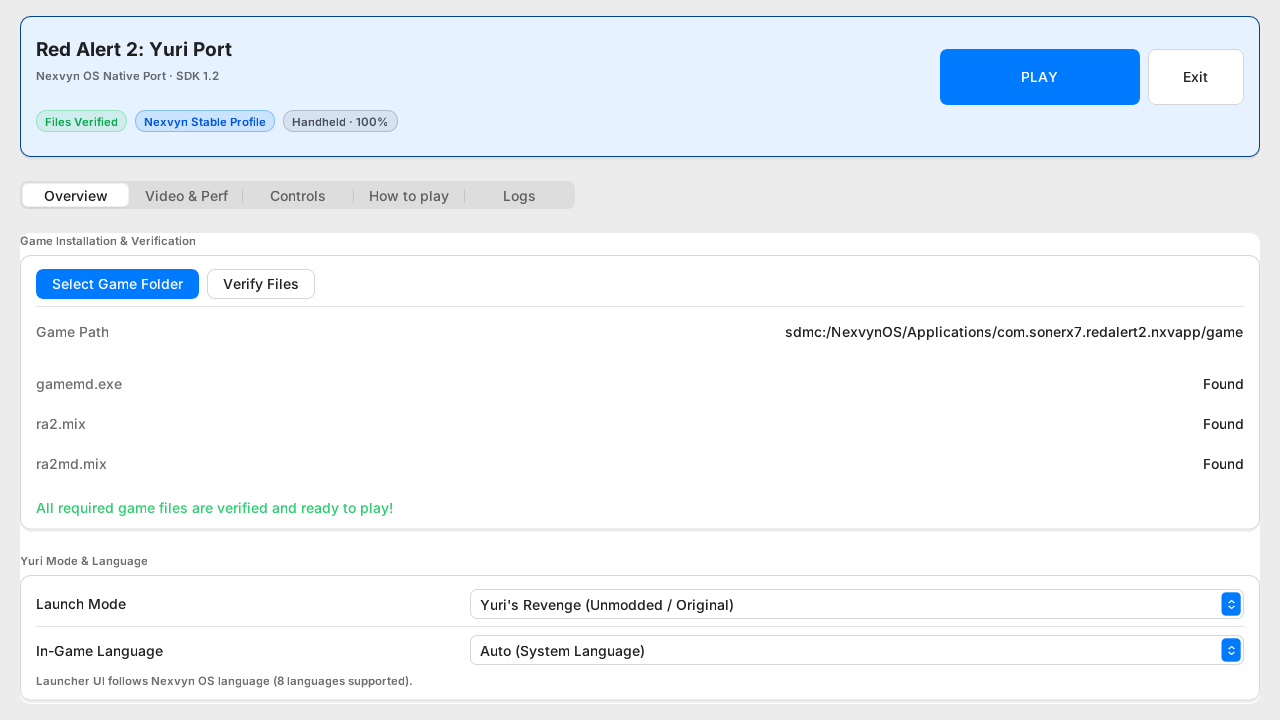 Red Alert 2: Yuri Port
Nexvyn OS Native Port · SDK 1.2
PLAY
Exit
Files Verified
Nexvyn Stable Profile
Handheld · 100%
Overview
Video & Perf
Controls
How to play
Logs
Game Installation & Verification
Select Game Folder
Verify Files
Game Path
sdmc:/NexvynOS/Applications/com.sonerx7.redalert2.nxvapp/game
gamemd.exe
Found
ra2.mix
Found
ra2md.mix
Found
All required game files are verified and ready to play!
Yuri Mode & Language
Launch Mode
Yuri's Revenge (Unmodded / Original)
In-Game Language
Auto (System Language)
Launcher UI follows Nexvyn OS language (8 languages supported).